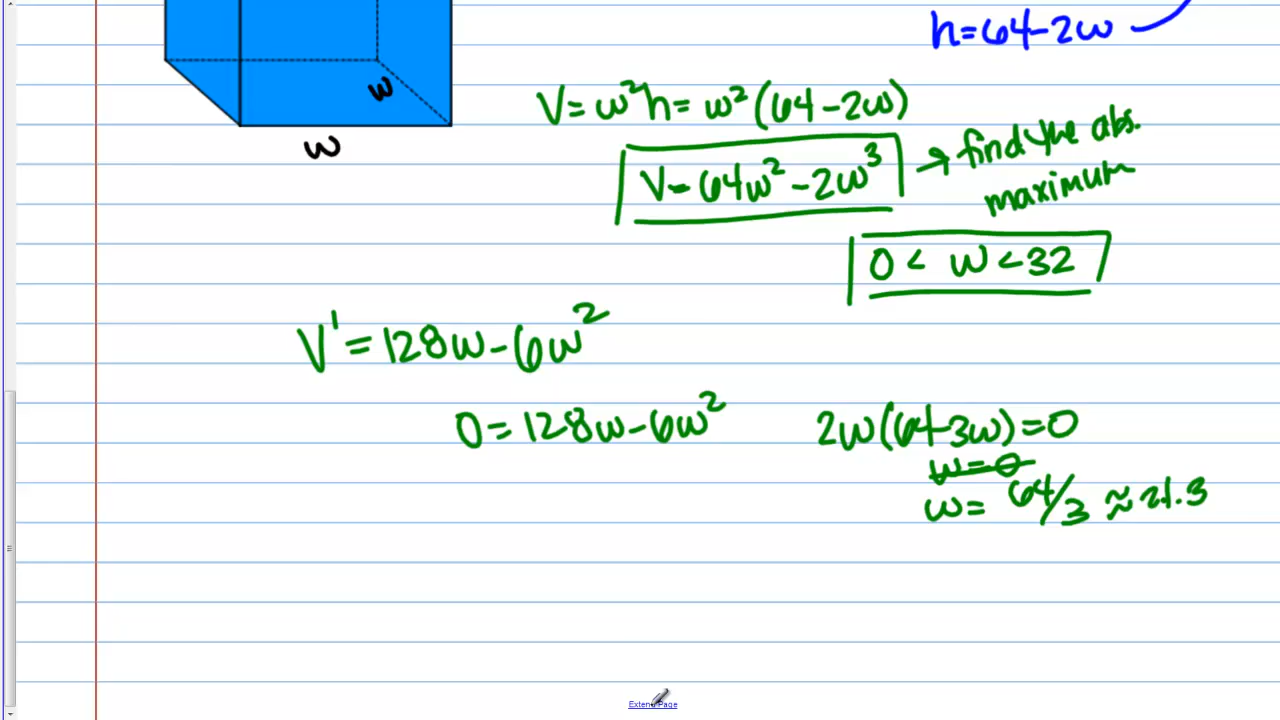 h=64-2w
w
V=w²h=w²(64-2w)
w
V=64w²-2w³ → find the abs.
maximum
0 < w < 32
V'=128w-6w²
0=128w-6w² 2w(64-3w)=0
w=0
w= 64/3 ≈ 21.3
Extend Page